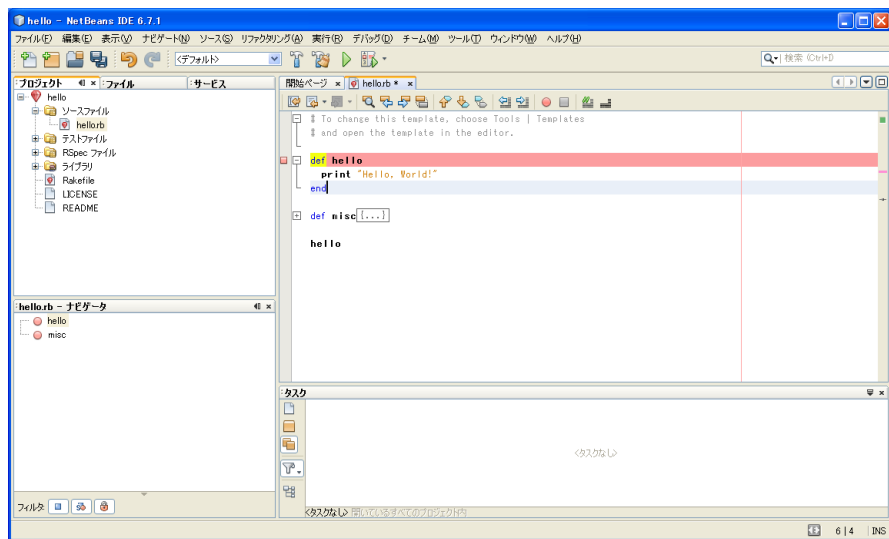 hello - NetBeans IDE 6.7.1
ファイル(F) 編集(E) 表示(V) ナビゲート(N) ソース(S) リファクタリング(A) 実行(R) デバッグ(D) チーム(M) ツール(T) ウィンドウ(W) ヘルプ(H)
<デフォルト>
検索 (Ctrl+I)
プロジェクト
ファイル
サービス
hello
ソースファイル
hello.rb
テストファイル
RSpec ファイル
ライブラリ
Rakefile
LICENSE
README
hello.rb - ナビゲータ
hello
misc
フィルタ:
開始ページ
hello.rb *
# To change this template, choose Tools | Templates
# and open the template in the editor.
def hello
print "Hello, World!"
end
def misc{...}
hello
タスク
<タスクなし>
<タスクなし> 開いているすべてのプロジェクト内
6 | 4 INS